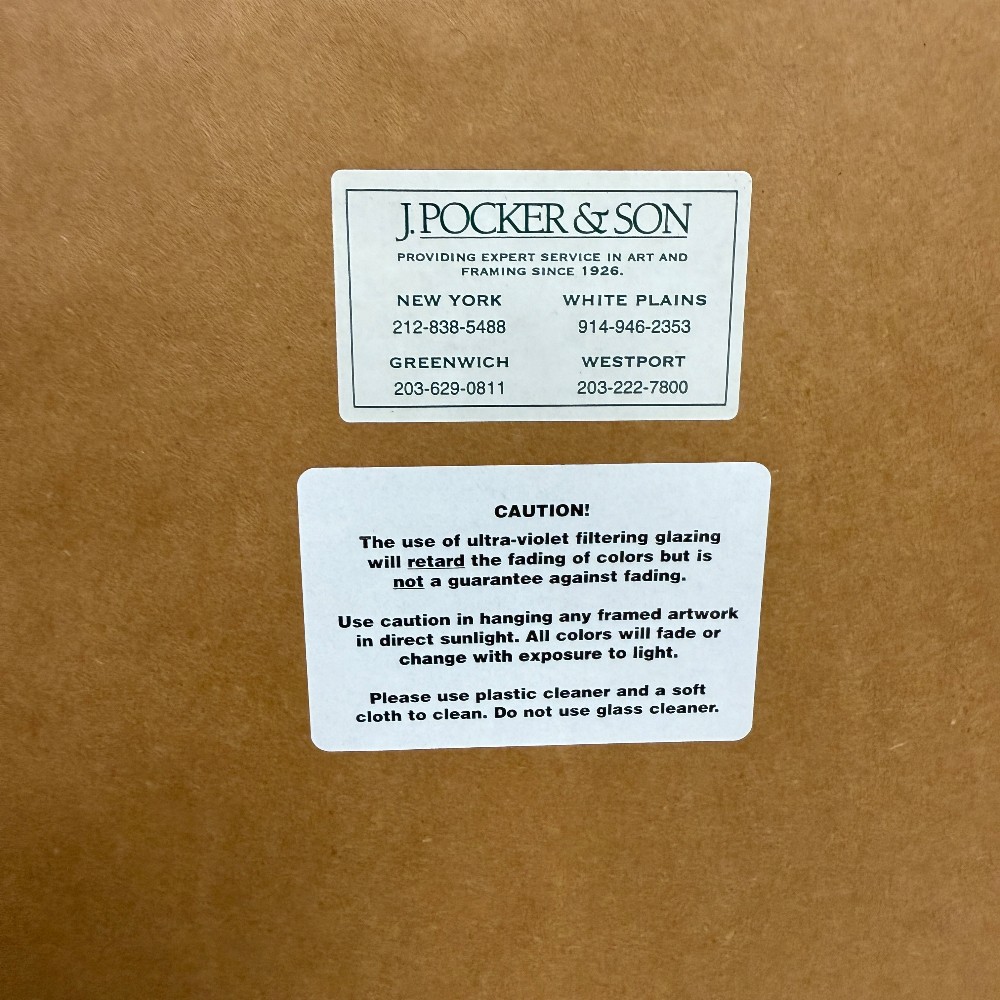 J. POCKER & SON
PROVIDING EXPERT SERVICE IN ART AND
FRAMING SINCE 1926.
NEW YORK WHITE PLAINS
212-838-5488 914-946-2353
GREENWICH WESTPORT
203-629-0811 203-222-7800
CAUTION!
The use of ultra-violet filtering glazing
will retard the fading of colors but is
not a guarantee against fading.
Use caution in hanging any framed artwork
in direct sunlight. All colors will fade or
change with exposure to light.
Please use plastic cleaner and a soft
cloth to clean. Do not use glass cleaner.